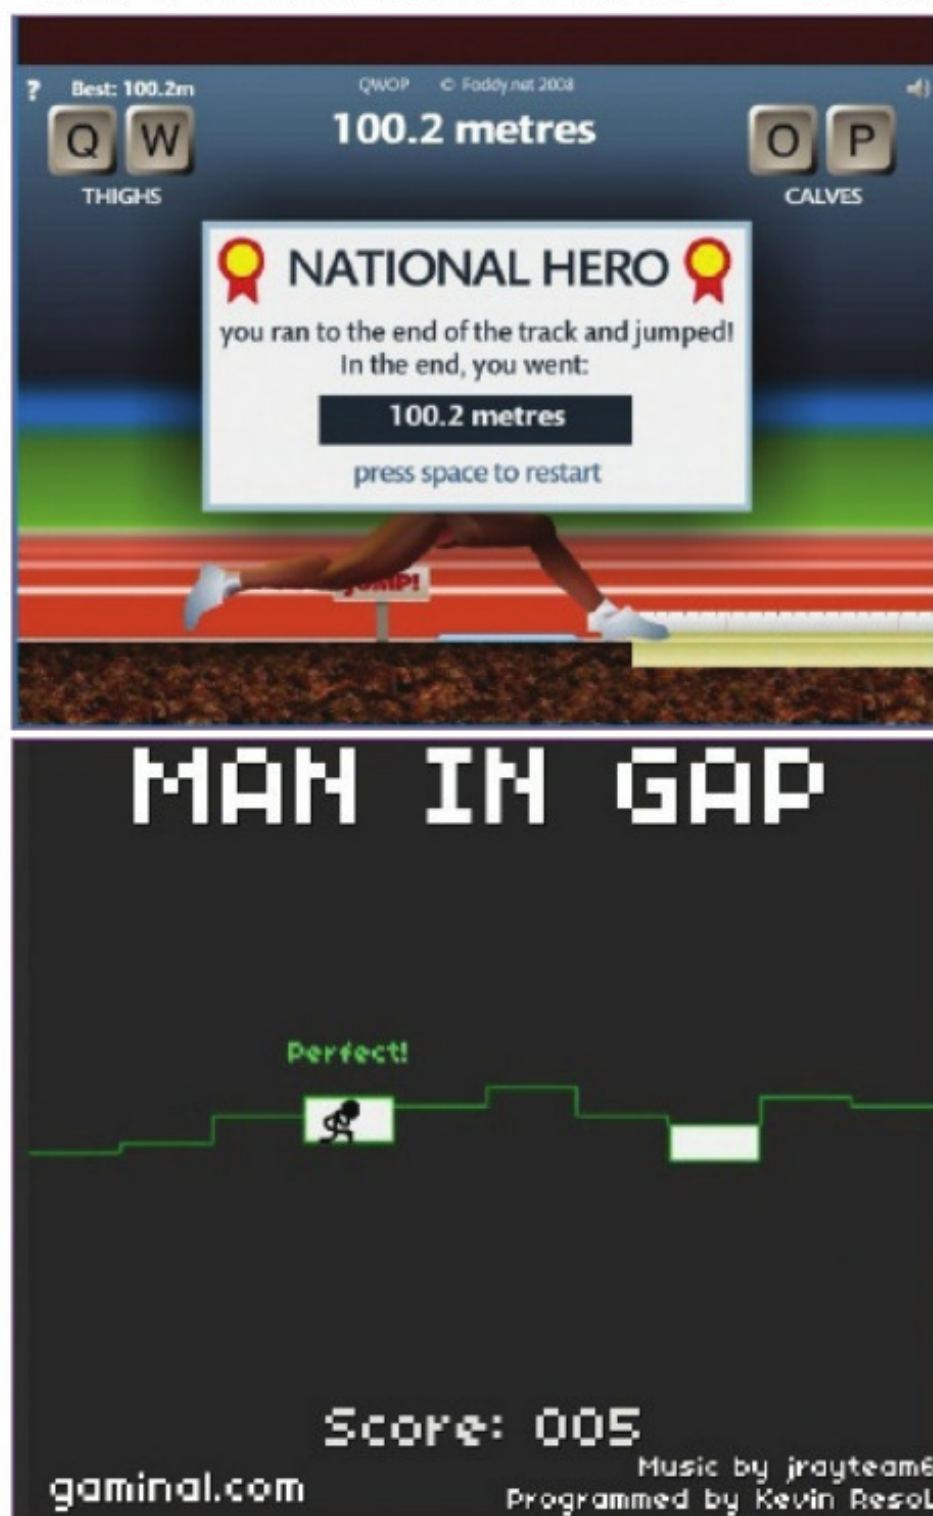 ? Best: 100.2m QWOP © Foddy.net 2008
Q W 100.2 metres O P
THIGHS CALVES
NATIONAL HERO
you ran to the end of the track and jumped!
In the end, you went:
100.2 metres
press space to restart
JUMP!
MAN IN GAP
Perfect!
Score: 005
Music by jrayteam6
gaminal.com
Programmed by Kevin Resol